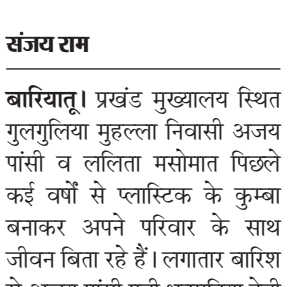 संजय राम
बारियातू। प्रखंड मुख्यालय स्थित
गुलगुलिया मुहल्ला निवासी अजय
पांसी व ललिता मसोमात पिछले
कई वर्षों से प्लास्टिक के कुम्बा
बनाकर अपने परिवार के साथ
जीवन बिता रहे हैं। लगातार बारिश